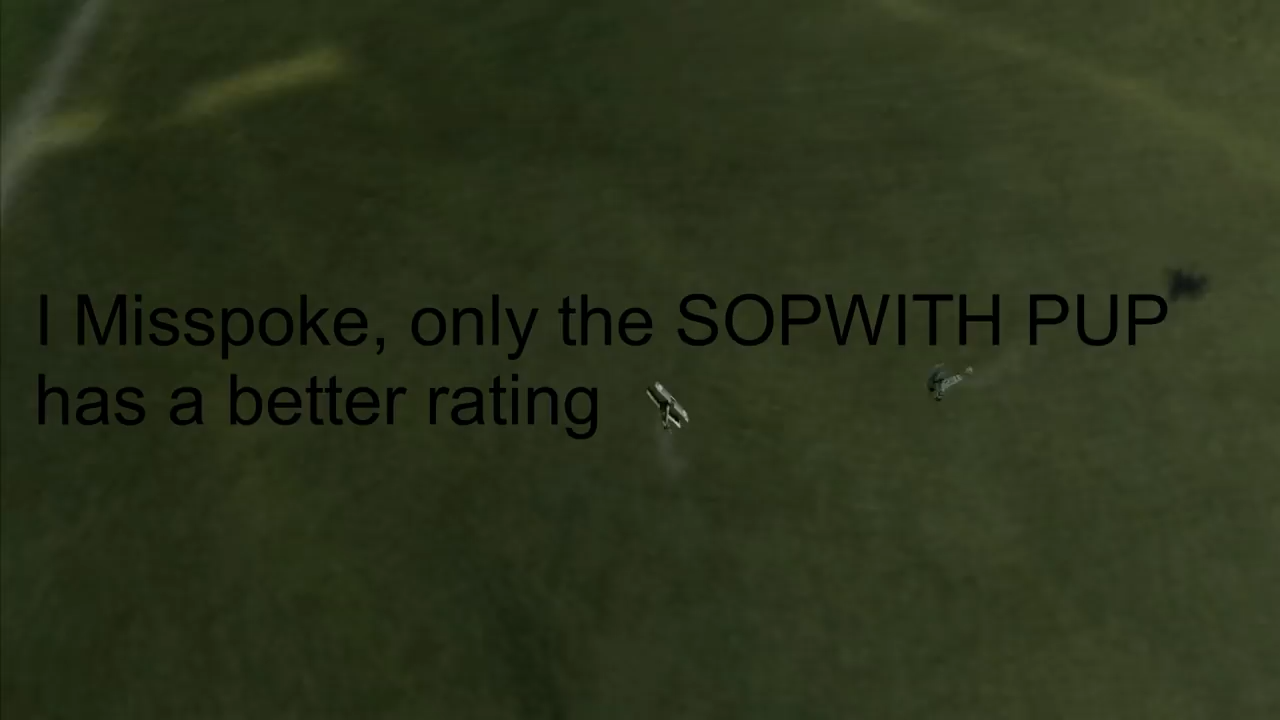 I Misspoke, only the SOPWITH PUP
has a better rating